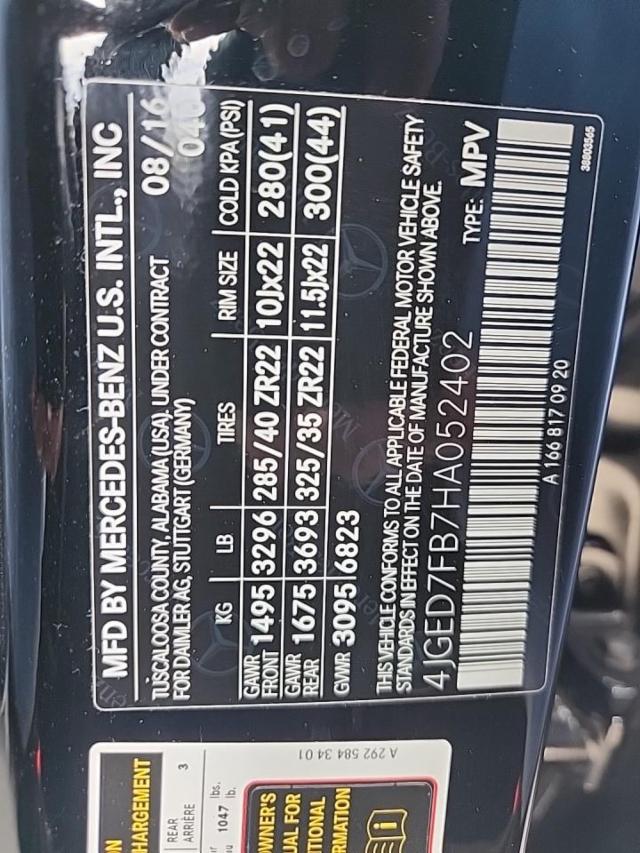 MFD BY MERCEDES-BENZ U.S. INTL., INC
TUSCALOOSA COUNTY, ALABAMA (USA). UNDER CONTRACT 08/16
FOR DAIMLER AG, STUTTGART (GERMANY) 040
KG LB TIRES RIM SIZE COLD KPA(PSI)
GAWR FRONT 1495 3296 285/40 ZR22 10Jx22 280(41)
GAWR REAR 1675 3693 325/35 ZR22 11.5Jx22 300(44)
GVWR 3095 6823
THIS VEHICLE CONFORMS TO ALL APPLICABLE FEDERAL MOTOR VEHICLE SAFETY
STANDARDS IN EFFECT ON THE DATE OF MANUFACTURE SHOWN ABOVE.
4JGED7FB7HA052402 TYPE: MPV
A 166 817 09 20
38803565
HARGEMENT
REAR
ARRIÈRE 3
1047 lbs.
lb.
A 292 584 34 01
OWNER'S
FOR